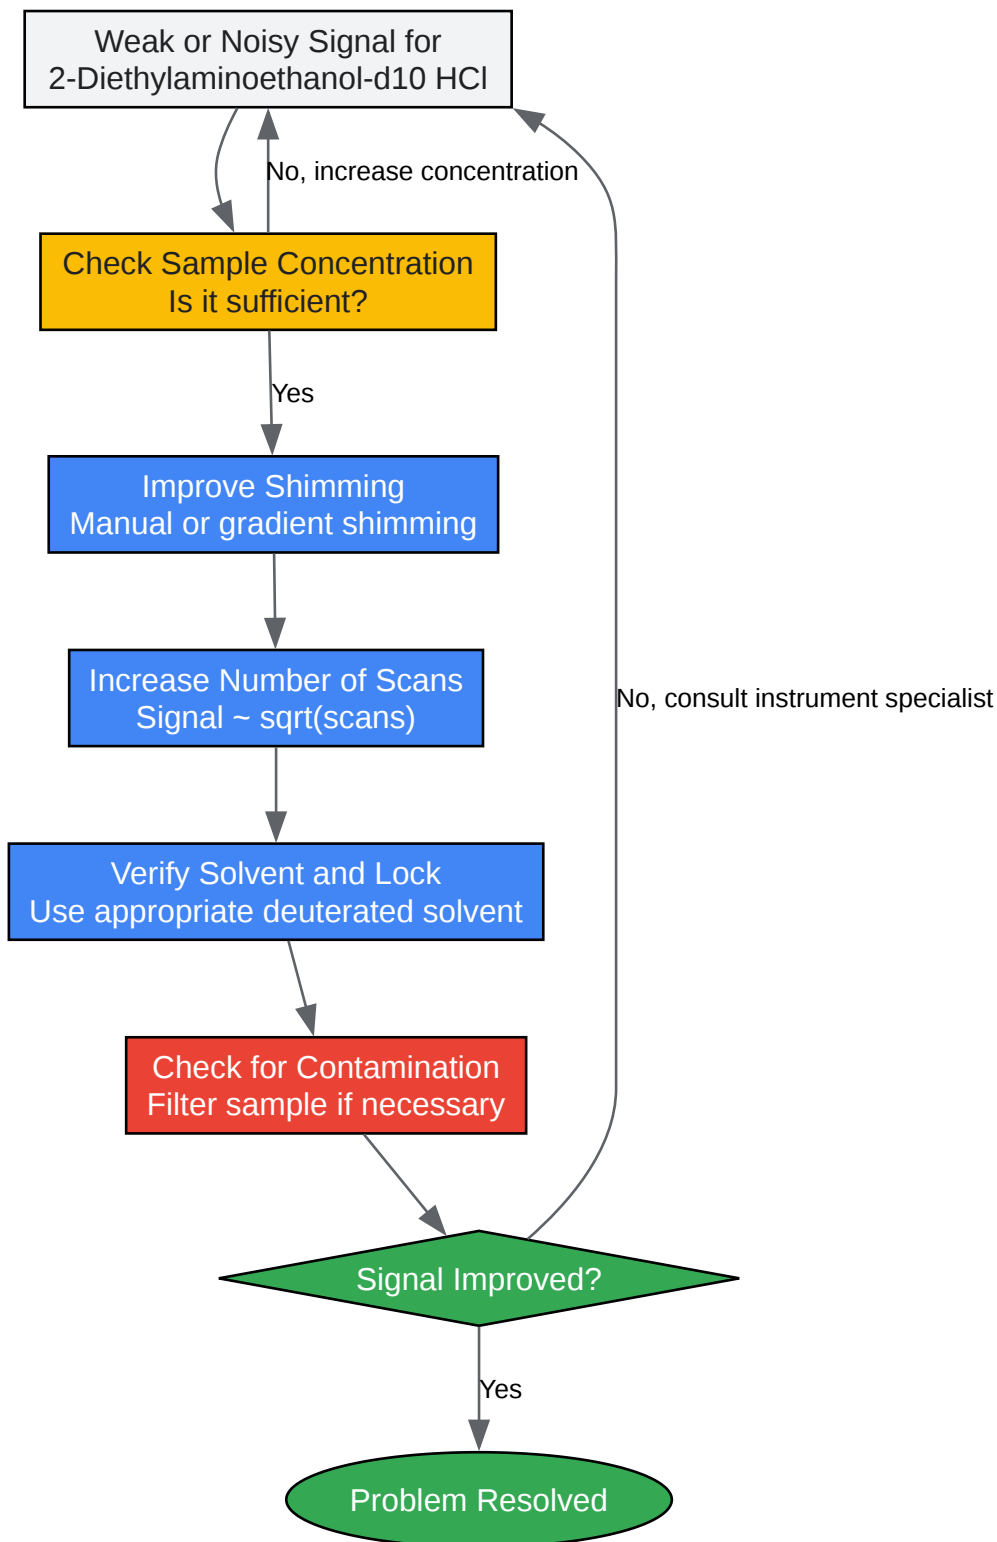 Weak or Noisy Signal for
2-Diethylaminoethanol-d10 HCl
No, increase concentration
Check Sample Concentration
Is it sufficient?
Yes
Improve Shimming
Manual or gradient shimming
Increase Number of Scans
Signal ~ sqrt(scans)
No, consult instrument specialist
Verify Solvent and Lock
Use appropriate deuterated solvent
Check for Contamination
Filter sample if necessary
Signal Improved?
Yes
Problem Resolved